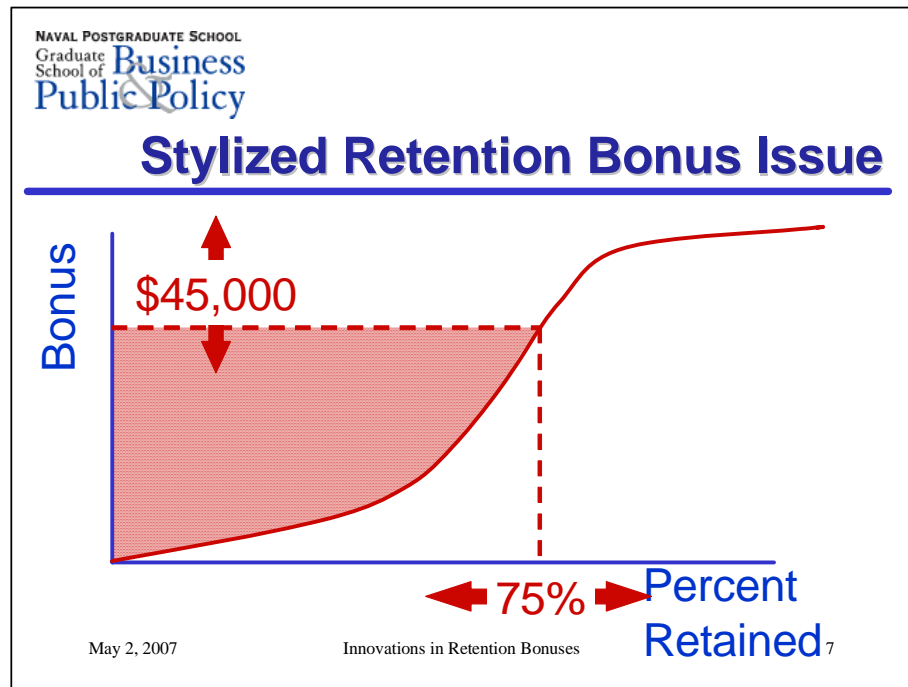 NAVAL POSTGRADUATE SCHOOL
Graduate
School of Business
& Public Policy
Stylized Retention Bonus Issue
Bonus
$45,000
75%
Percent
Retained
May 2, 2007
Innovations in Retention Bonuses
7